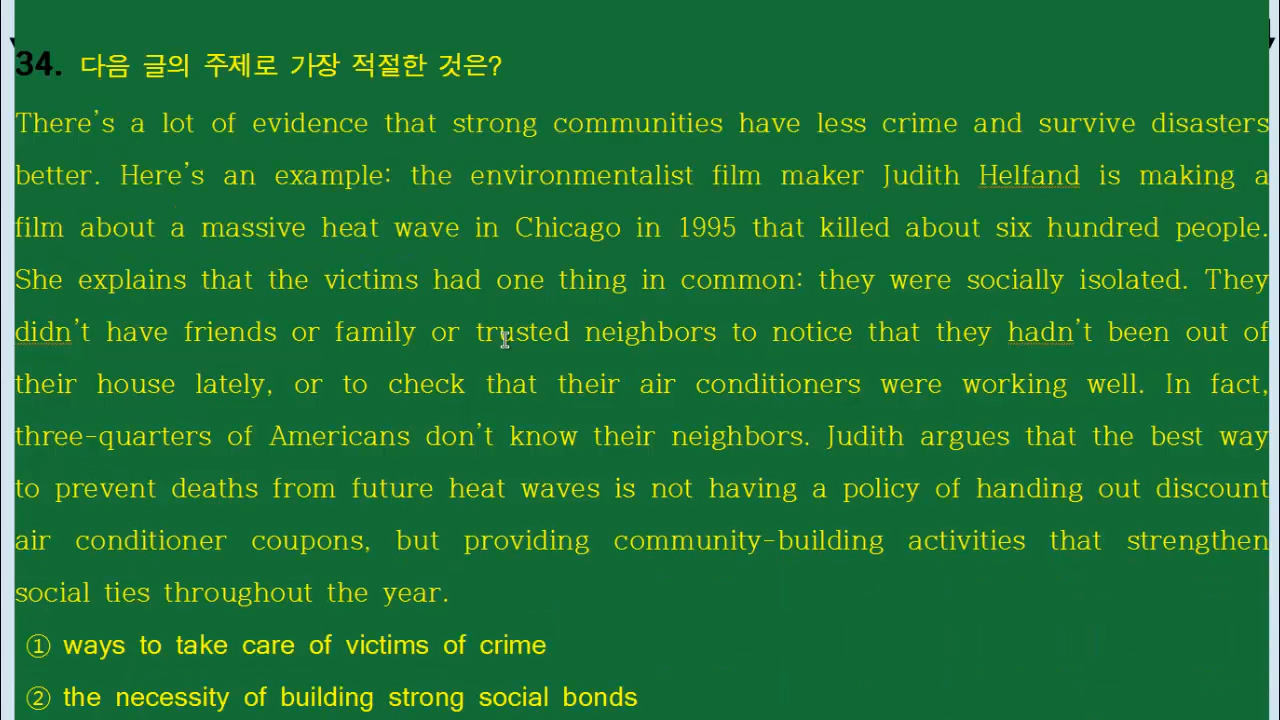 34. 다음 글의 주제로 가장 적절한 것은?
There's a lot of evidence that strong communities have less crime and survive disasters
better. Here's an example: the environmentalist film maker Judith Helfand is making a
film about a massive heat wave in Chicago in 1995 that killed about six hundred people.
She explains that the victims had one thing in common: they were socially isolated. They
didn't have friends or family or trusted neighbors to notice that they hadn't been out of
their house lately, or to check that their air conditioners were working well. In fact,
three-quarters of Americans don't know their neighbors. Judith argues that the best way
to prevent deaths from future heat waves is not having a policy of handing out discount
air conditioner coupons, but providing community-building activities that strengthen
social ties throughout the year.
① ways to take care of victims of crime
② the necessity of building strong social bonds